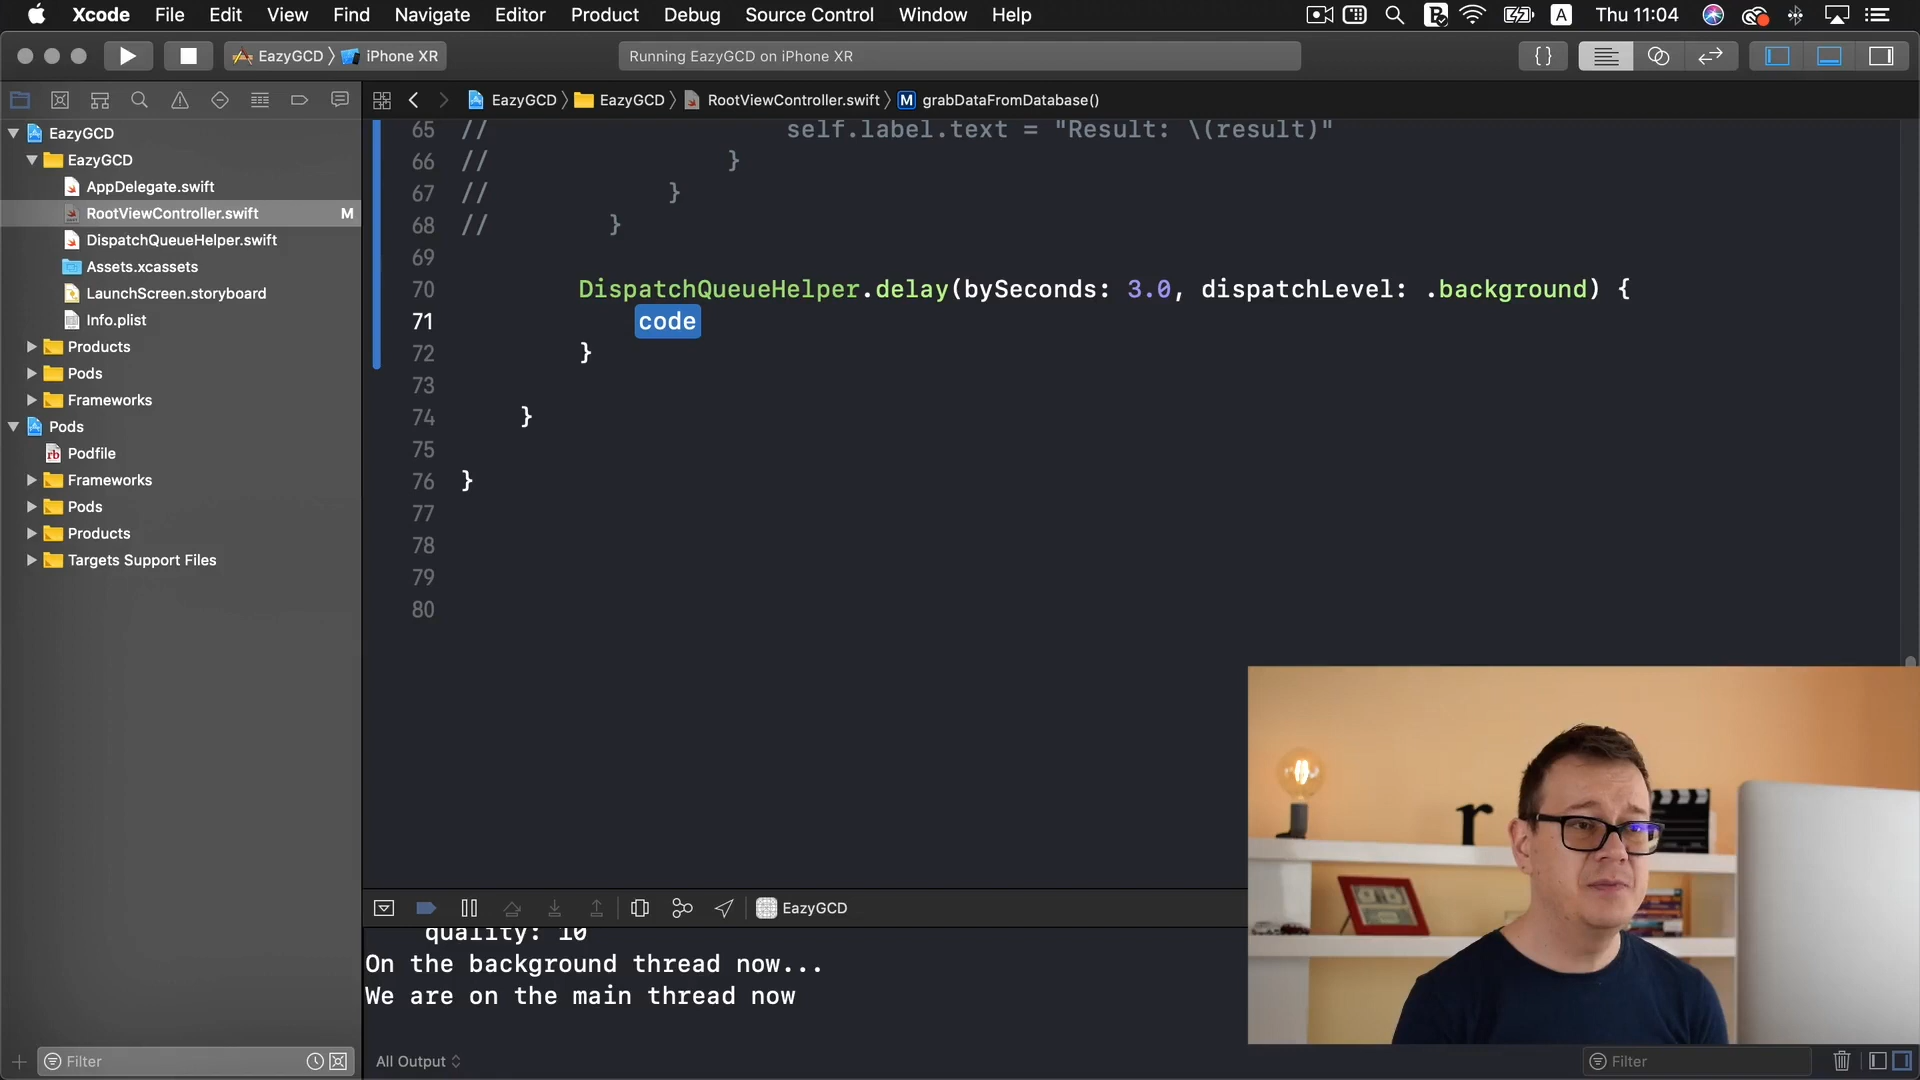 Xcode File Edit View Find Navigate Editor Product Debug Source Control Window Help A Thu 11:04
EazyGCD iPhone XR Running EazyGCD on iPhone XR {}
EazyGCD EazyGCD RootViewController.swift M grabDataFromDatabase()
EazyGCD
EazyGCD
AppDelegate.swift
RootViewController.swift M
DispatchQueueHelper.swift
Assets.xcassets
LaunchScreen.storyboard
Info.plist
Products
Pods
Frameworks
Pods
rb Podfile
Frameworks
Pods
Products
Targets Support Files
65 // self.label.text = "Result: \(result)"
66 // }
67 // }
68 // }
69
70 DispatchQueueHelper.delay(bySeconds: 3.0, dispatchLevel: .background) {
71 code
72 }
73
74 }
75
76 }
77
78
79
80
r
EazyGCD
quality: 10
On the background thread now...
We are on the main thread now
Filter All Output Filter